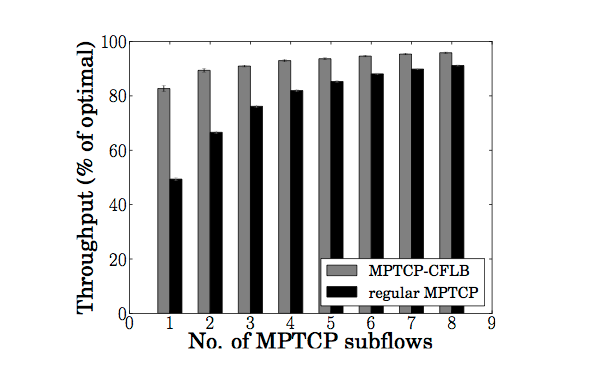 Throughput (% of optimal)
100
80
60
40
20
0
0 1 2 3 4 5 6 7 8 9
No. of MPTCP subflows
MPTCP-CFLB
regular MPTCP